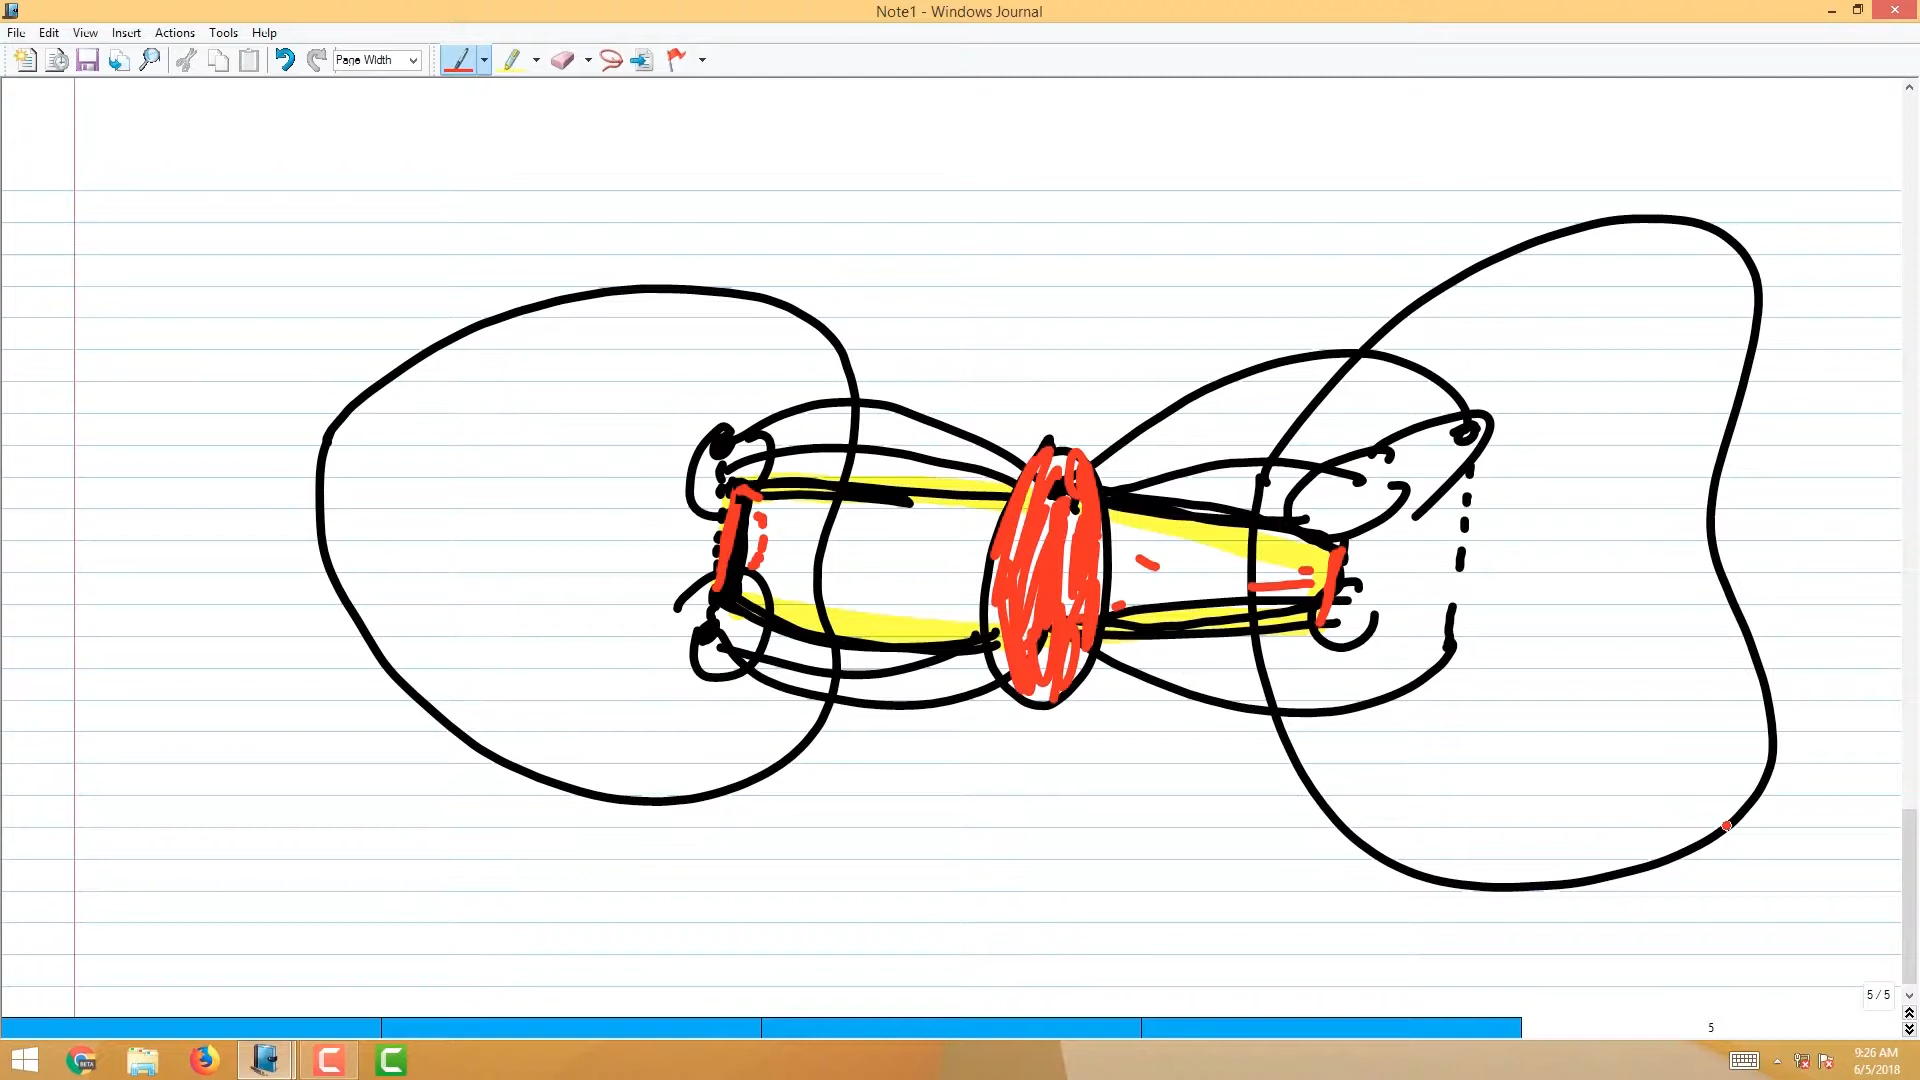 Note1 - Windows Journal
File Edit View Insert Actions Tools Help
Page Width
5 / 5
5
BETA
9:26 AM
6/5/2018